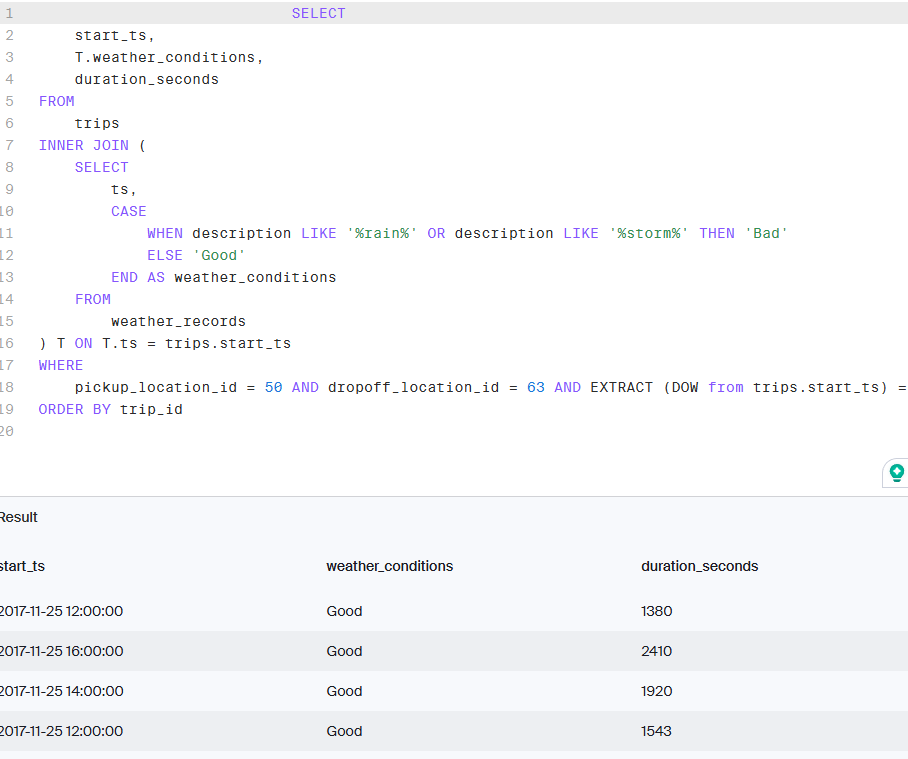 1 SELECT
2 start_ts,
3 T.weather_conditions,
4 duration_seconds
5 FROM
6 trips
7 INNER JOIN (
8 SELECT
9 ts,
10 CASE
11 WHEN description LIKE '%rain%' OR description LIKE '%storm%' THEN 'Bad'
12 ELSE 'Good'
13 END AS weather_conditions
14 FROM
15 weather_records
16 ) T ON T.ts = trips.start_ts
17 WHERE
18 pickup_location_id = 50 AND dropoff_location_id = 63 AND EXTRACT (DOW from trips.start_ts) =
19 ORDER BY trip_id
20
Result
start_ts weather_conditions duration_seconds
2017-11-25 12:00:00 Good 1380
2017-11-25 16:00:00 Good 2410
2017-11-25 14:00:00 Good 1920
2017-11-25 12:00:00 Good 1543